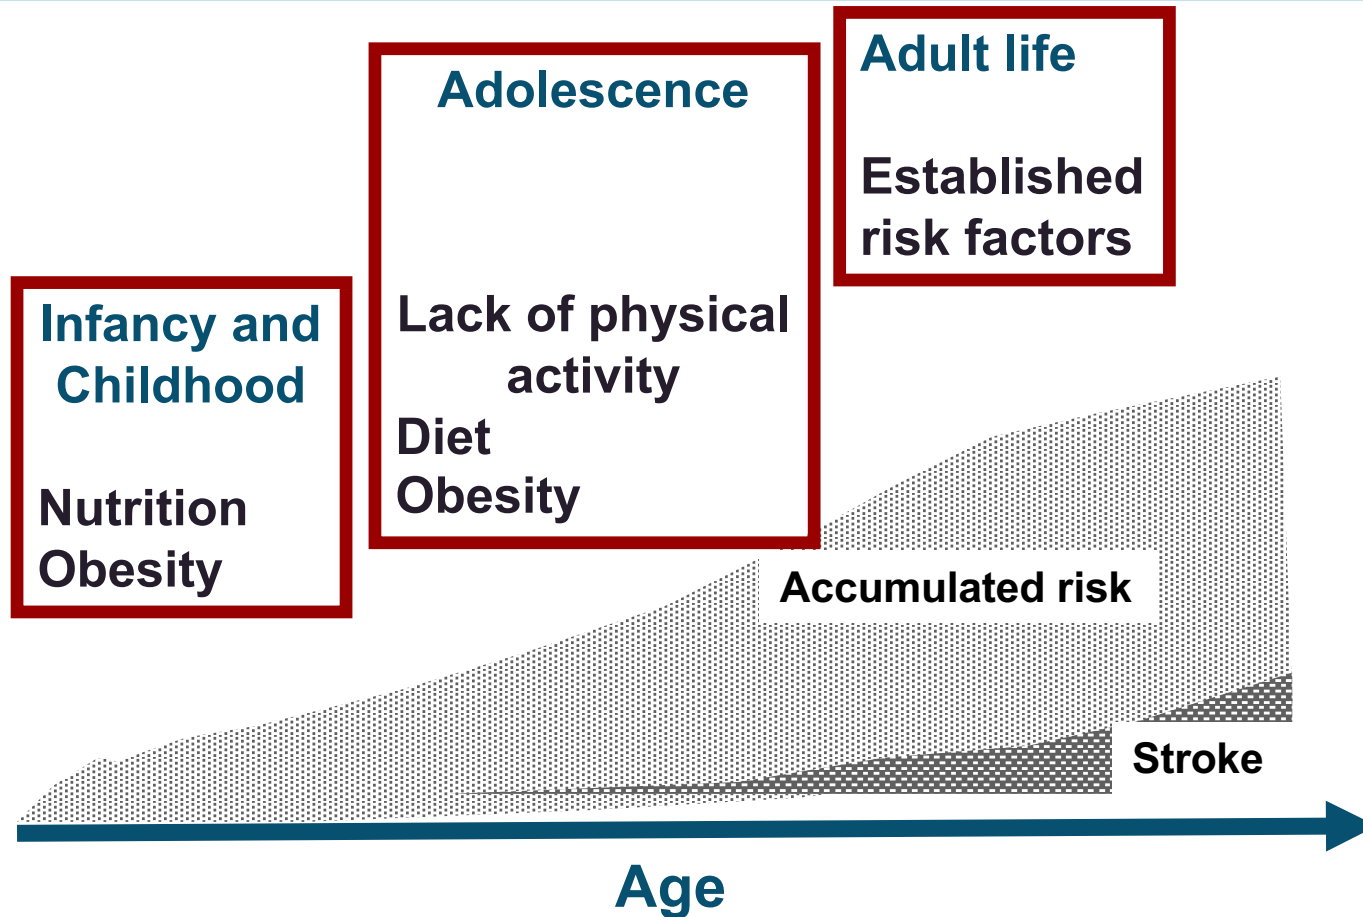 Infancy and
Childhood
Nutrition
Obesity
Adolescence
Lack of physical
activity
Diet
Obesity
Adult life
Established
risk factors
Accumulated risk
Stroke
Age